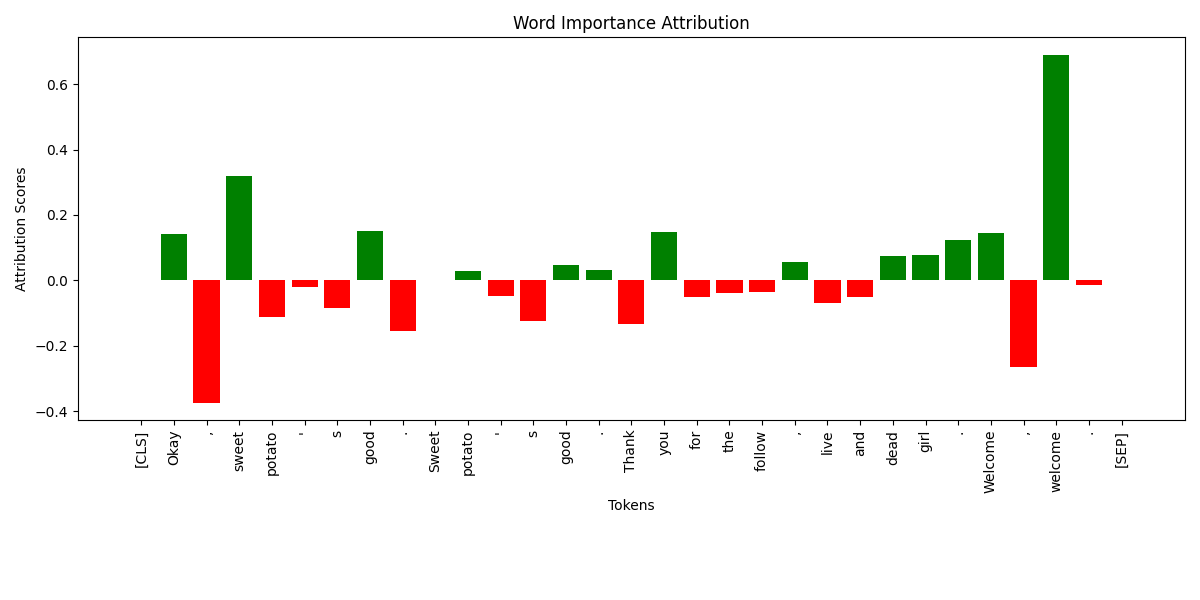 Word Importance Attribution
Attribution Scores
0.6
0.4
0.2
0.0
−0.2
−0.4
[CLS]
Okay
,
sweet
potato
'
s
good
.
Sweet
potato
'
s
good
.
Thank
you
for
the
follow
,
live
and
dead
girl
.
Welcome
,
welcome
.
[SEP]
Tokens